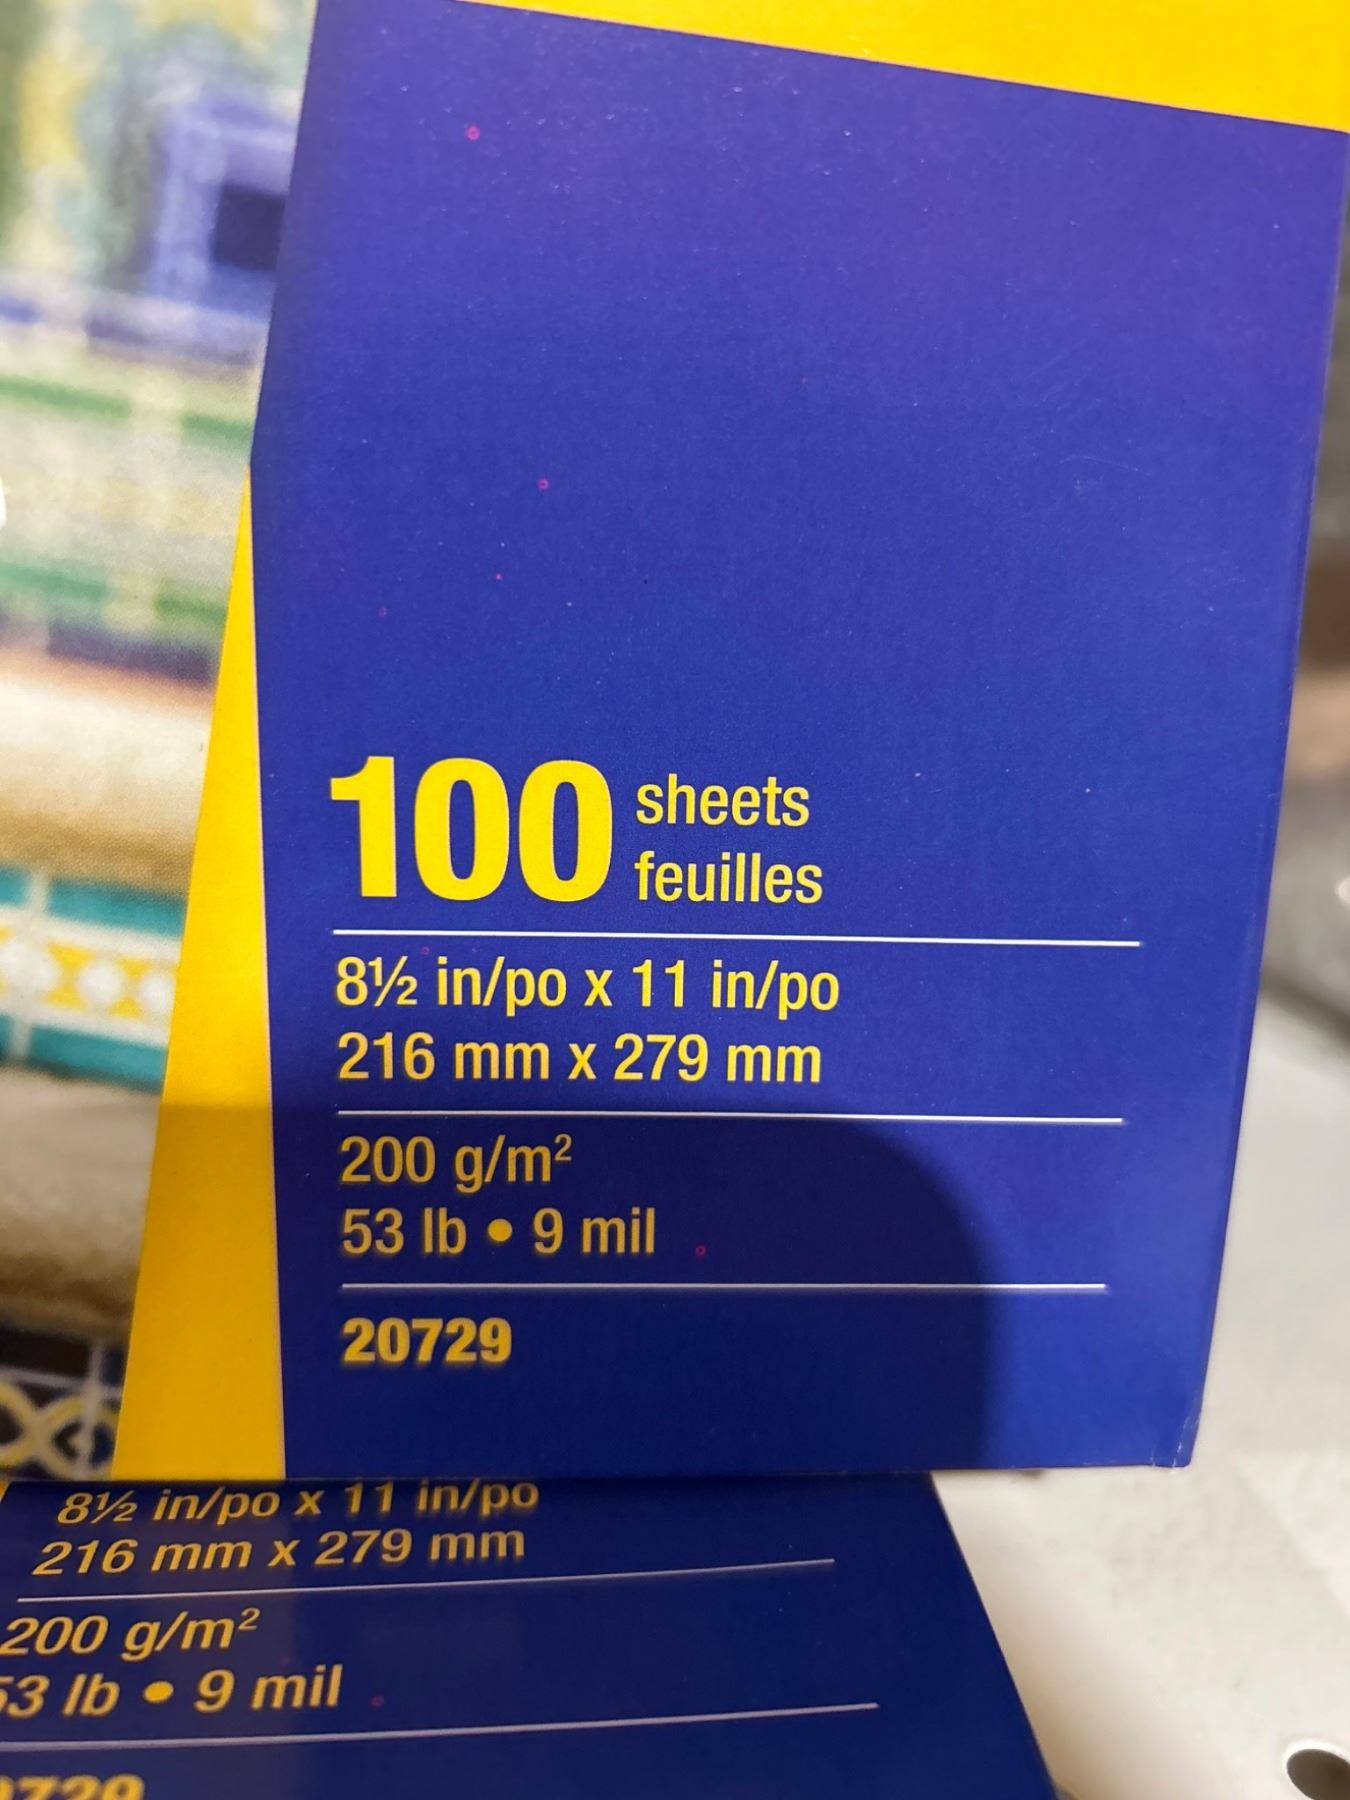 100 sheets
feuilles
8½ in/po x 11 in/po
216 mm x 279 mm
200 g/m²
53 lb • 9 mil
20729
8½ in/po x 11 in/po
216 mm x 279 mm
200 g/m²
53 lb • 9 mil